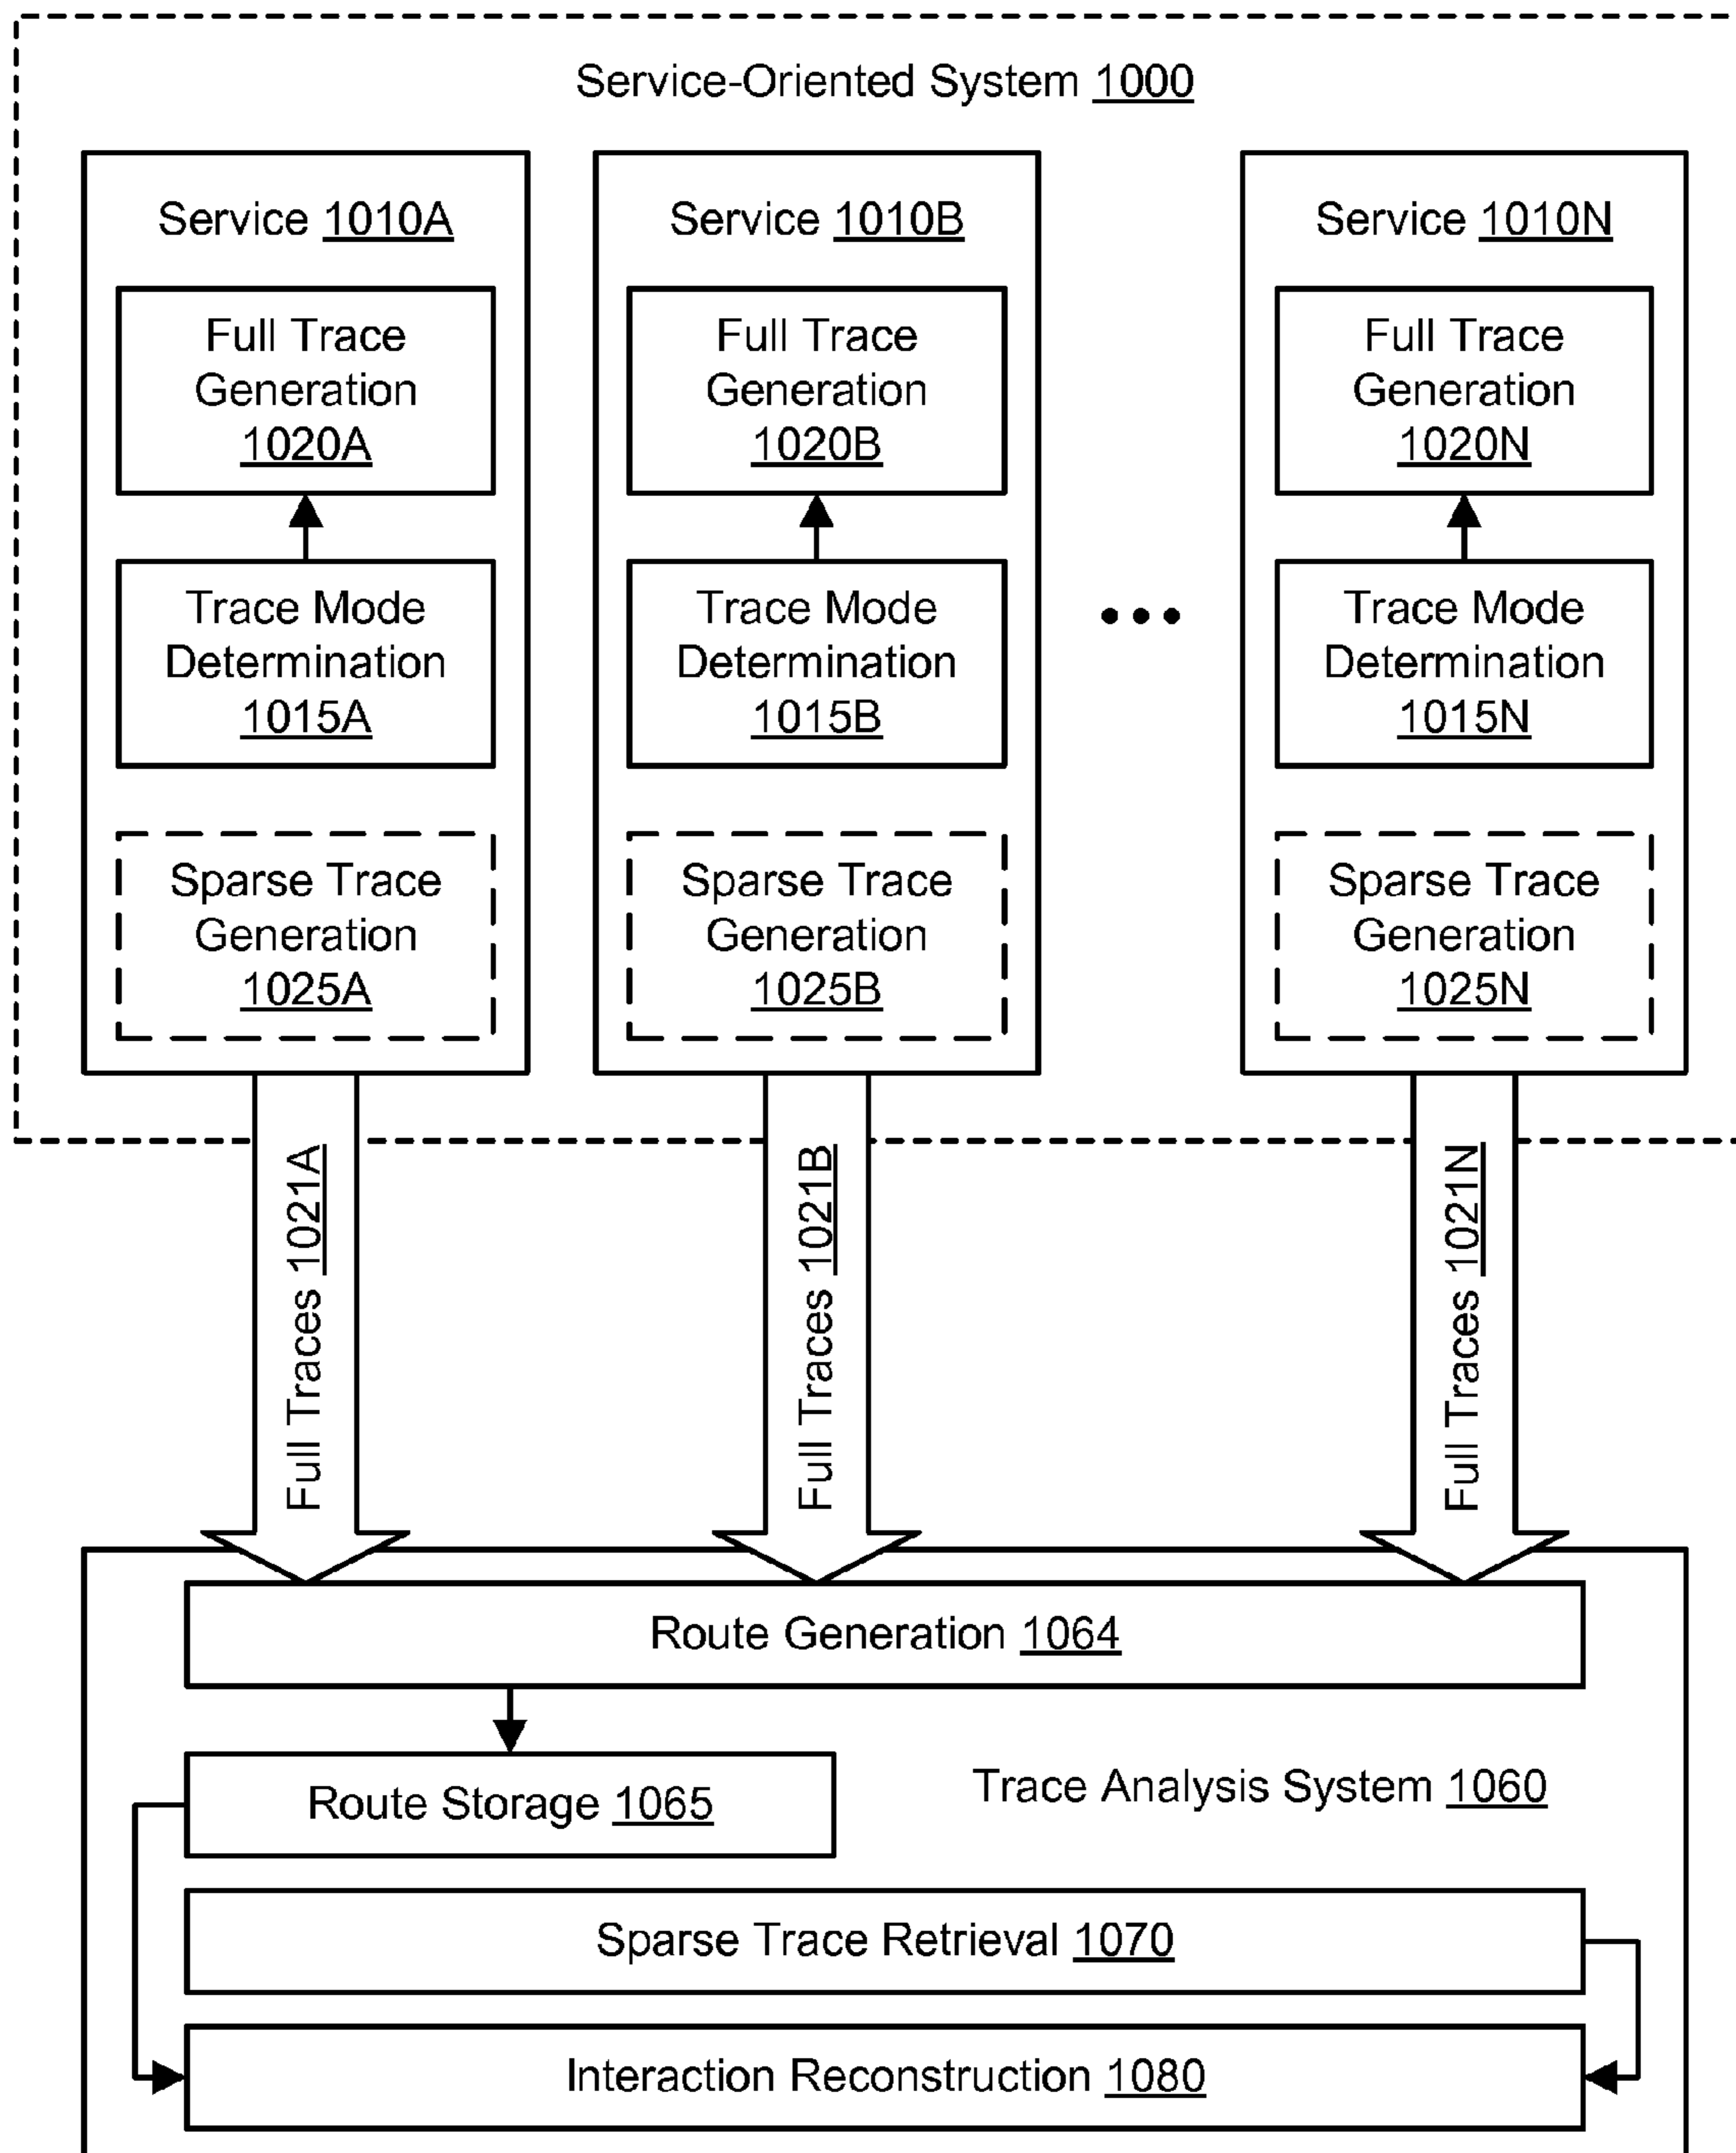 Service-Oriented System 1000
Service 1010A
Full Trace
Generation
1020A
Trace Mode
Determination
1015A
Sparse Trace
Generation
1025A
Service 1010B
Full Trace
Generation
1020B
Trace Mode
Determination
1015B
Sparse Trace
Generation
1025B
•••
Service 1010N
Full Trace
Generation
1020N
Trace Mode
Determination
1015N
Sparse Trace
Generation
1025N
Full Traces 1021A
Full Traces 1021B
Full Traces 1021N
Route Generation 1064
Route Storage 1065
Trace Analysis System 1060
Sparse Trace Retrieval 1070
Interaction Reconstruction 1080